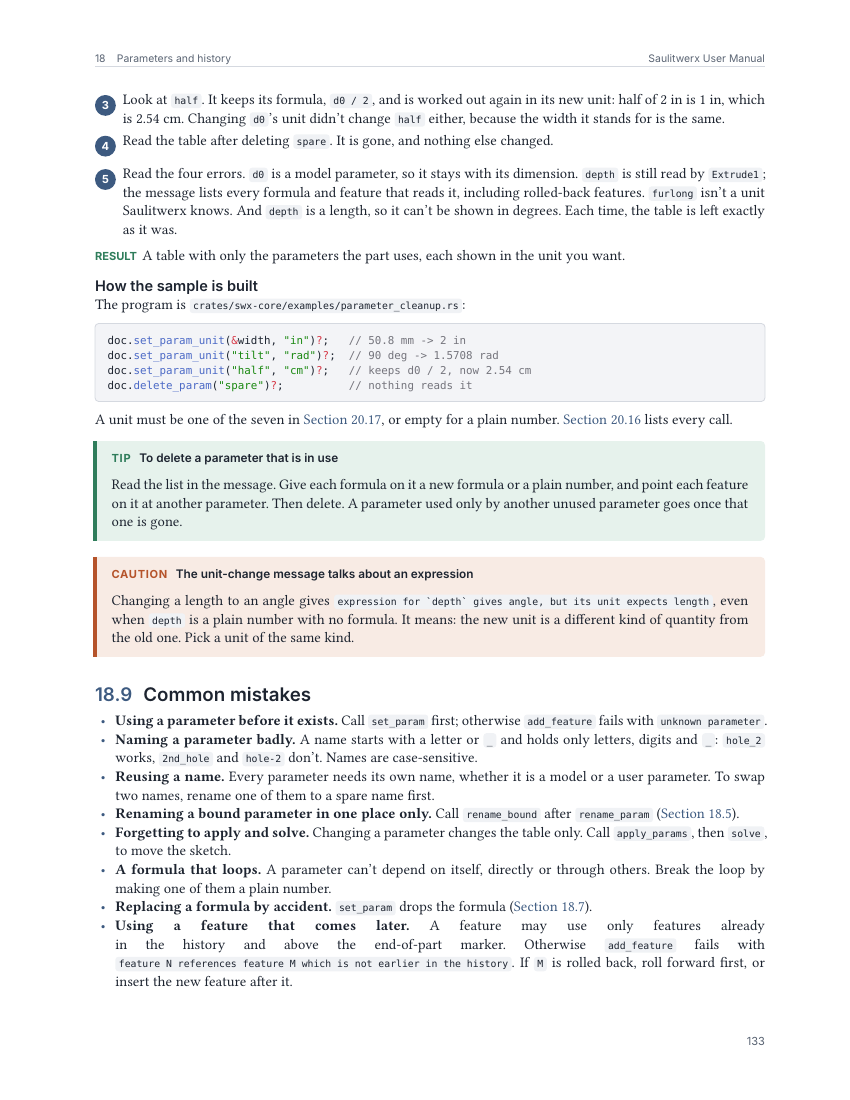 18 Parameters and history Saulitwerx User Manual
3 Look at half. It keeps its formula, d0 / 2, and is worked out again in its new unit: half of 2 in is 1 in, which
is 2.54 cm. Changing d0's unit didn't change half either, because the width it stands for is the same.
4 Read the table after deleting spare. It is gone, and nothing else changed.
5 Read the four errors. d0 is a model parameter, so it stays with its dimension. depth is still read by Extrude1;
the message lists every formula and feature that reads it, including rolled-back features. furlong isn't a unit
Saulitwerx knows. And depth is a length, so it can't be shown in degrees. Each time, the table is left exactly
as it was.
RESULT A table with only the parameters the part uses, each shown in the unit you want.
How the sample is built
The program is crates/swx-core/examples/parameter_cleanup.rs:
doc.set_param_unit(&width, "in")?; // 50.8 mm -> 2 in
doc.set_param_unit("tilt", "rad")?; // 90 deg -> 1.5708 rad
doc.set_param_unit("half", "cm")?; // keeps d0 / 2, now 2.54 cm
doc.delete_param("spare")?; // nothing reads it
A unit must be one of the seven in Section 20.17, or empty for a plain number. Section 20.16 lists every call.
TIP To delete a parameter that is in use
Read the list in the message. Give each formula on it a new formula or a plain number, and point each feature
on it at another parameter. Then delete. A parameter used only by another unused parameter goes once that
one is gone.
CAUTION The unit-change message talks about an expression
Changing a length to an angle gives expression for `depth` gives angle, but its unit expects length, even
when depth is a plain number with no formula. It means: the new unit is a different kind of quantity from
the old one. Pick a unit of the same kind.
18.9 Common mistakes
• Using a parameter before it exists. Call set_param first; otherwise add_feature fails with unknown parameter.
• Naming a parameter badly. A name starts with a letter or _ and holds only letters, digits and _: hole_2
works, 2nd_hole and hole-2 don't. Names are case-sensitive.
• Reusing a name. Every parameter needs its own name, whether it is a model or a user parameter. To swap
two names, rename one of them to a spare name first.
• Renaming a bound parameter in one place only. Call rename_bound after rename_param (Section 18.5).
• Forgetting to apply and solve. Changing a parameter changes the table only. Call apply_params, then solve,
to move the sketch.
• A formula that loops. A parameter can't depend on itself, directly or through others. Break the loop by
making one of them a plain number.
• Replacing a formula by accident. set_param drops the formula (Section 18.7).
• Using a feature that comes later. A feature may use only features already
in the history and above the end-of-part marker. Otherwise add_feature fails with
feature N references feature M which is not earlier in the history. If M is rolled back, roll forward first, or
insert the new feature after it.
133